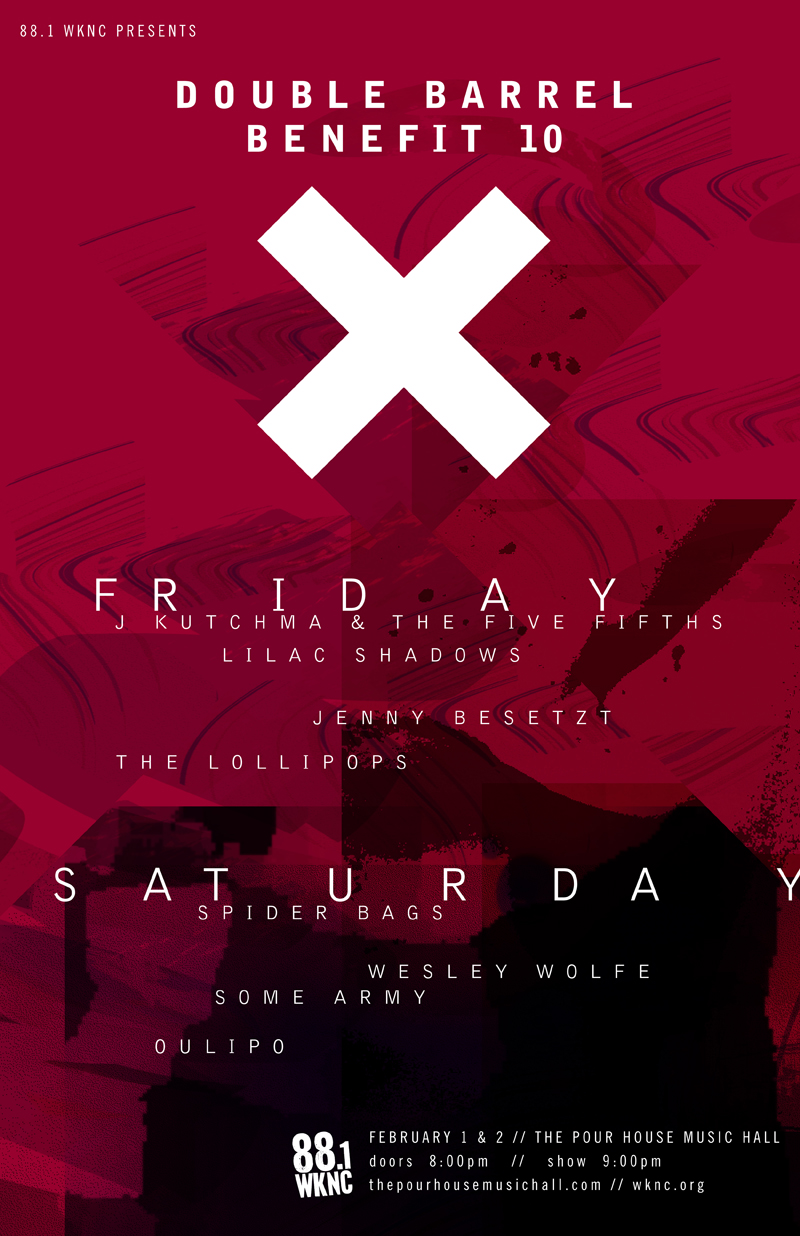 88.1 WKNC PRESENTS
DOUBLE BARREL
BENEFIT 10
FRIDAY
J KUTCHMA & THE FIVE FIFTHS
LILAC SHADOWS
JENNY BESETZT
THE LOLLIPOPS
SATURDAY
SPIDER BAGS
WESLEY WOLFE
SOME ARMY
OULIPO
88.1
WKNC
FEBRUARY 1 & 2 // THE POUR HOUSE MUSIC HALL
doors 8:00pm // show 9:00pm
thepourhousemusichall.com // wknc.org